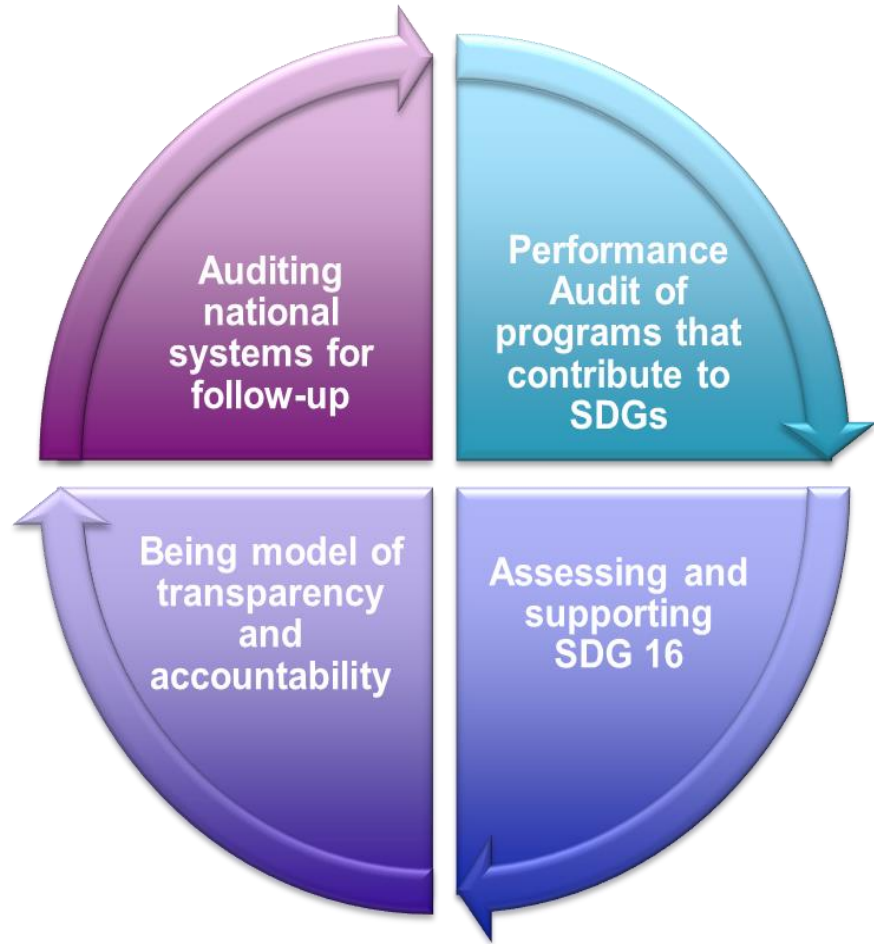 Auditing
national
systems for
follow-up
Performance
Audit of
programs that
contribute to
SDGs
Being model of
transparency
and
accountability
Assessing and
supporting
SDG 16